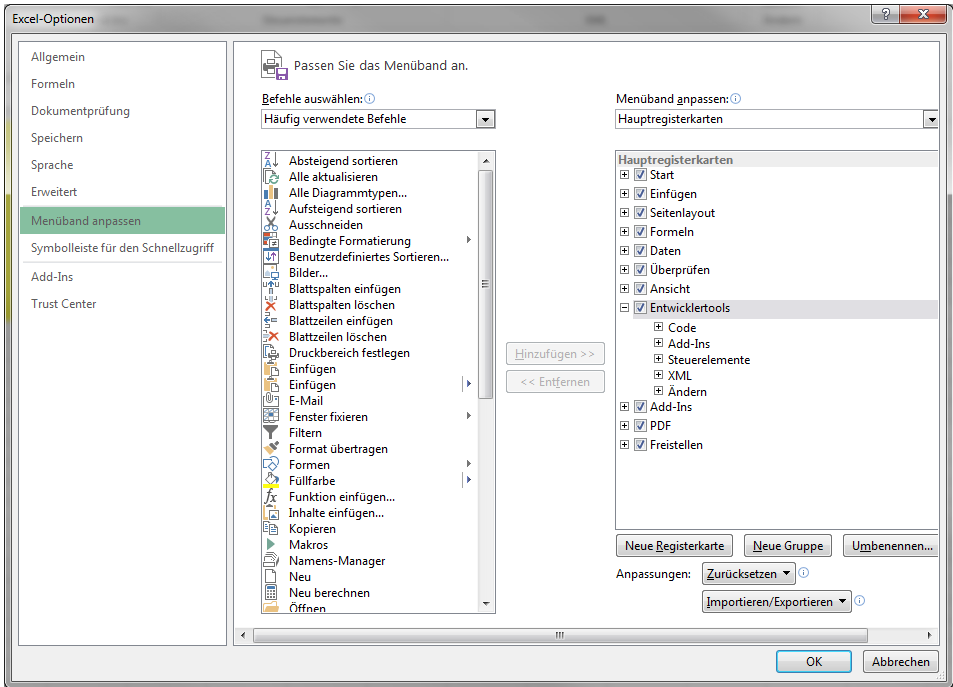 Excel-Optionen
Allgemein
Formeln
Dokumentprüfung
Speichern
Sprache
Erweitert
Menüband anpassen
Symbolleiste für den Schnellzugriff
Add-Ins
Trust Center
Passen Sie das Menüband an.
Befehle auswählen:
Häufig verwendete Befehle
Absteigend sortieren
Alle aktualisieren
Alle Diagrammtypen...
Aufsteigend sortieren
Ausschneiden
Bedingte Formatierung
Benutzerdefiniertes Sortieren...
Bilder...
Blattspalten einfügen
Blattspalten löschen
Blattzeilen einfügen
Blattzeilen löschen
Druckbereich festlegen
Einfügen
Einfügen
E-Mail
Fenster fixieren
Filtern
Format übertragen
Formen
Füllfarbe
Funktion einfügen...
Inhalte einfügen...
Kopieren
Makros
Namens-Manager
Neu
Neu berechnen
Öffnen
Hinzufügen >>
<< Entfernen
Menüband anpassen:
Hauptregisterkarten
Hauptregisterkarten
Start
Einfügen
Seitenlayout
Formeln
Daten
Überprüfen
Ansicht
Entwicklertools
Code
Add-Ins
Steuerelemente
XML
Ändern
Add-Ins
PDF
Freistellen
Neue Registerkarte
Neue Gruppe
Umbenennen...
Anpassungen:
Zurücksetzen
Importieren/Exportieren
OK
Abbrechen